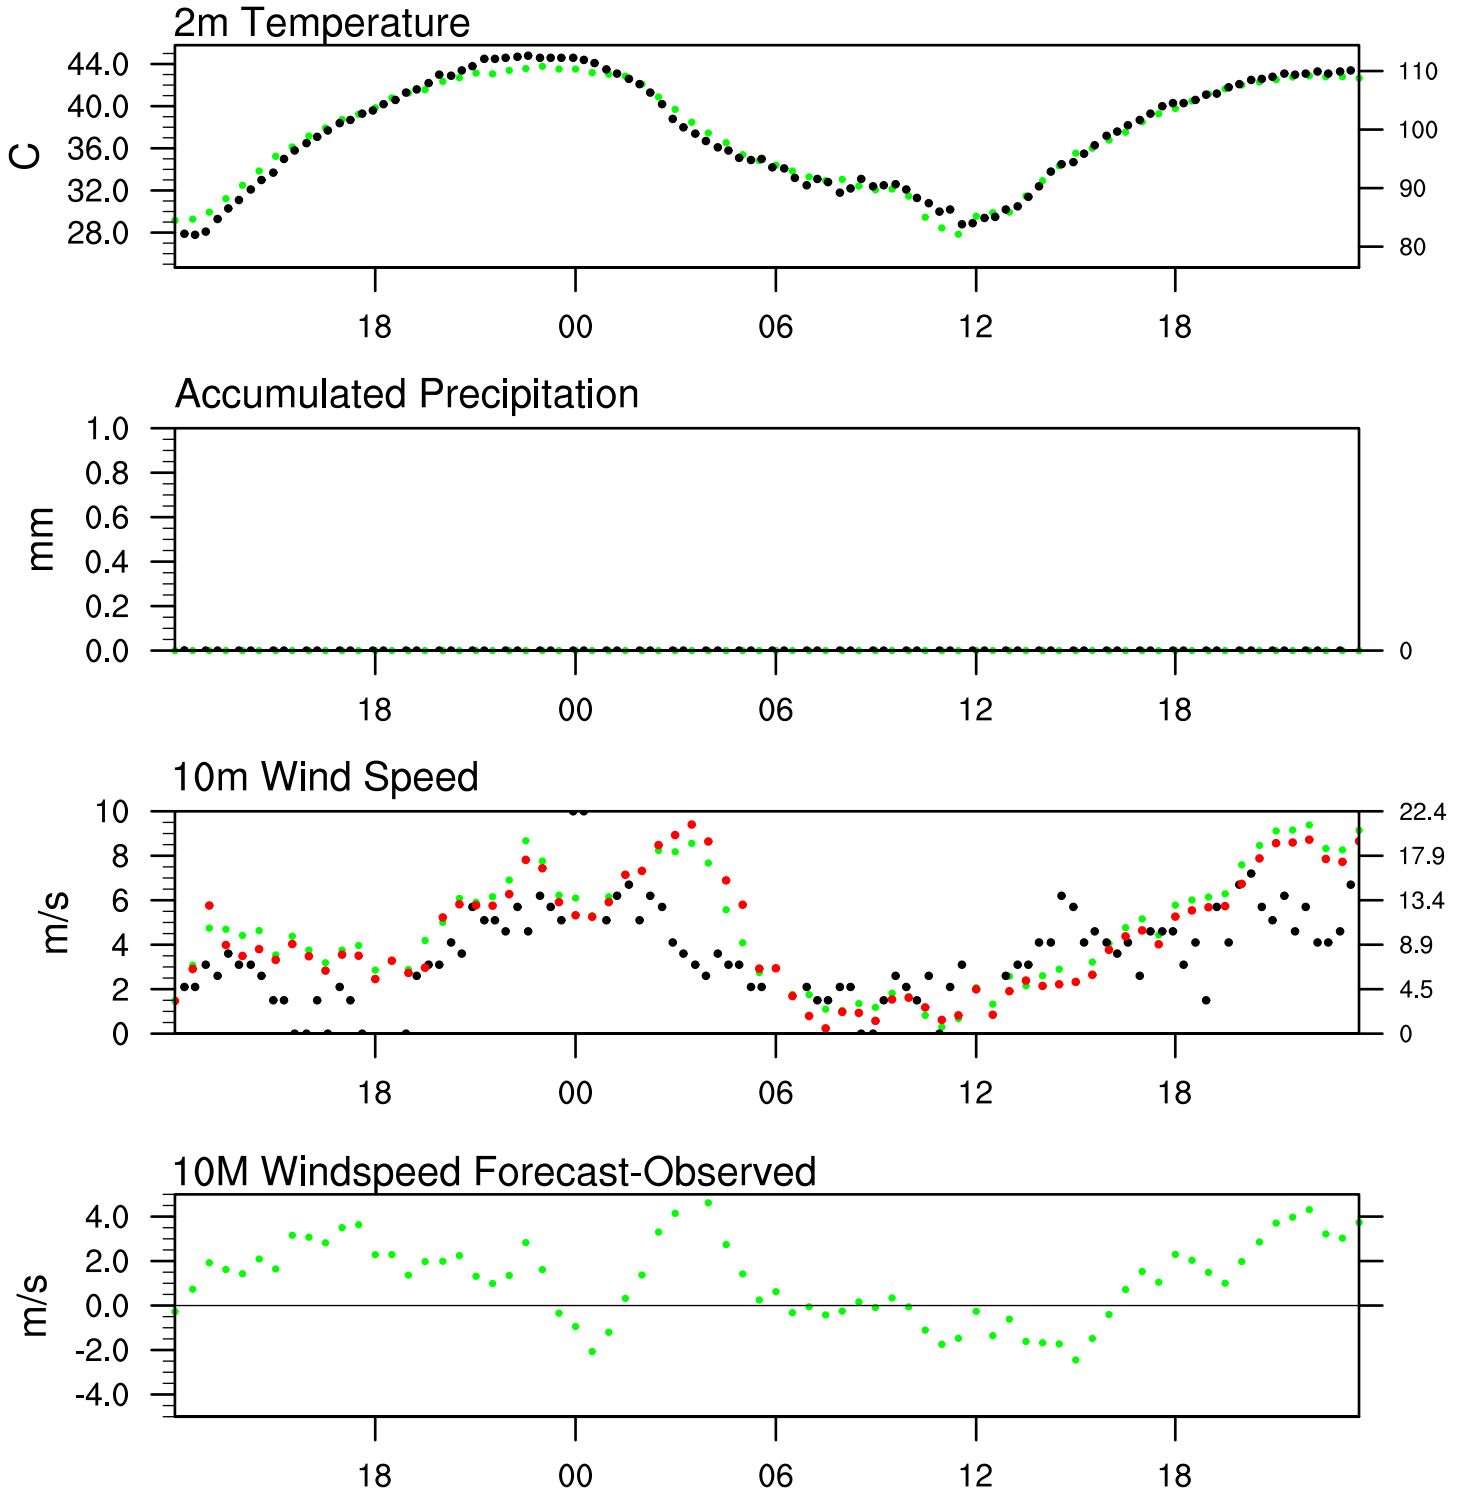 2m Temperature
44.0
40.0
36.0
32.0
28.0
C
110
100
90
80
18 00 06 12 18
Accumulated Precipitation
1.0
0.8
0.6
0.4
0.2
0.0
mm
0
18 00 06 12 18
10m Wind Speed
10
8
6
4
2
0
m/s
22.4
17.9
13.4
8.9
4.5
0
18 00 06 12 18
10M Windspeed Forecast-Observed
4.0
2.0
0.0
-2.0
-4.0
m/s
18 00 06 12 18